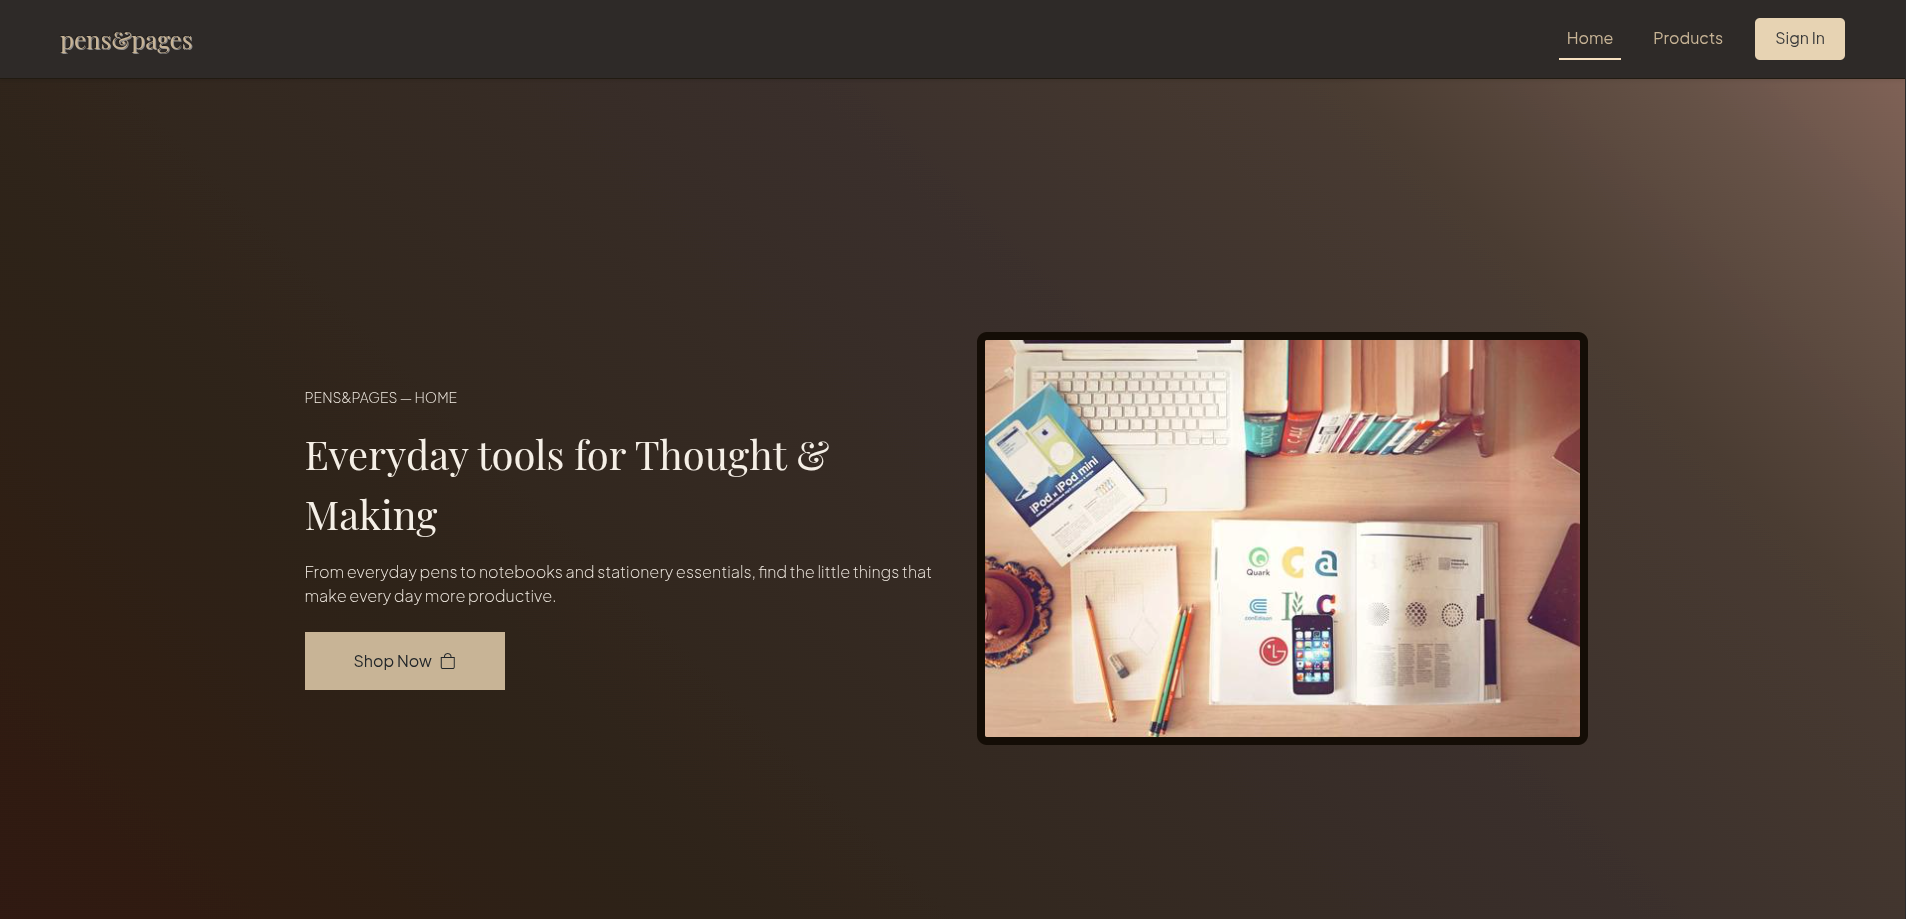 pens&pages
Home
Products
Sign In
PENS&PAGES — HOME
Everyday tools for Thought &
Making
From everyday pens to notebooks and stationery essentials, find the little things that
make every day more productive.
Shop Now
iPod + iPod mini
Quark
conEdison
LG